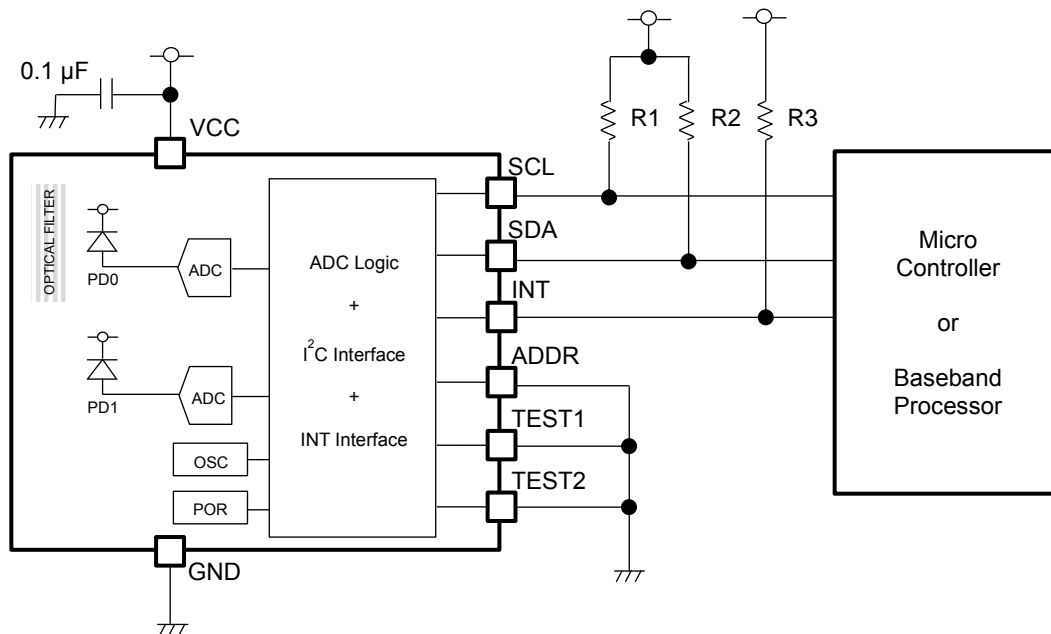 0.1 µF
VCC
R1
R2
R3
SCL
SDA
INT
ADDR
TEST1
TEST2
GND
OPTICAL FILTER
PD0
ADC
PD1
ADC
OSC
POR
ADC Logic
+
I²C Interface
+
INT Interface
Micro
Controller
or
Baseband
Processor